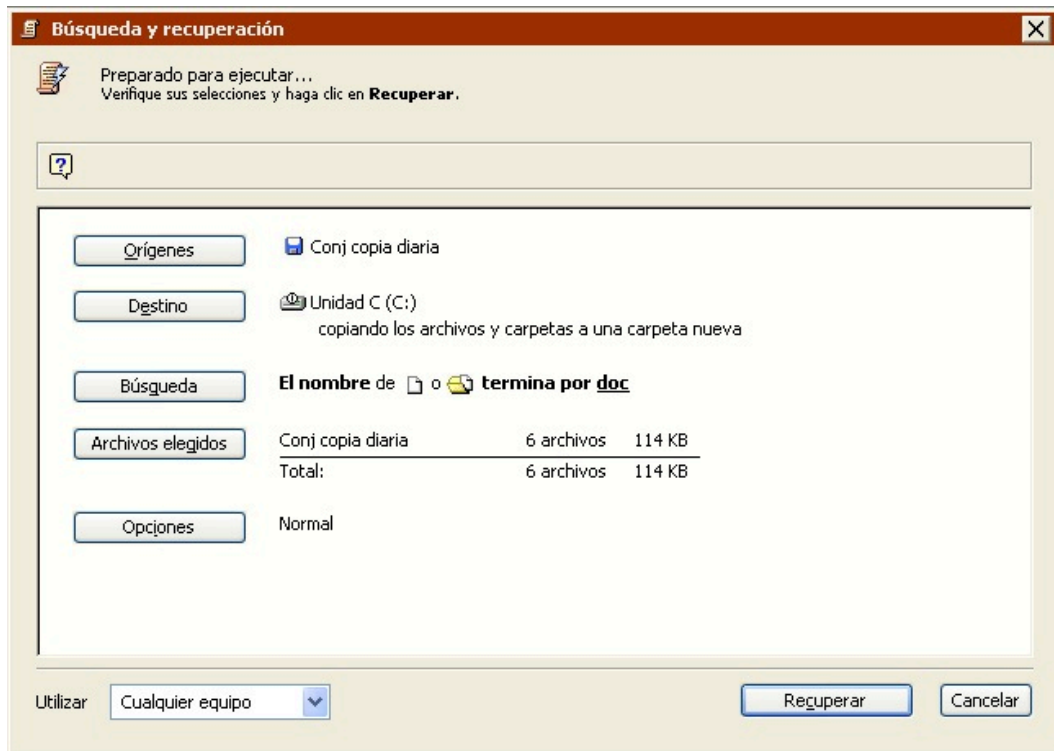 Búsqueda y recuperación
Preparado para ejecutar...
Verifique sus selecciones y haga clic en Recuperar.
Orígenes Conj copia diaria
Destino Unidad C (C:)
copiando los archivos y carpetas a una carpeta nueva
Búsqueda El nombre de o termina por doc
Archivos elegidos Conj copia diaria 6 archivos 114 KB
Total: 6 archivos 114 KB
Opciones Normal
Utilizar Cualquier equipo Recuperar Cancelar